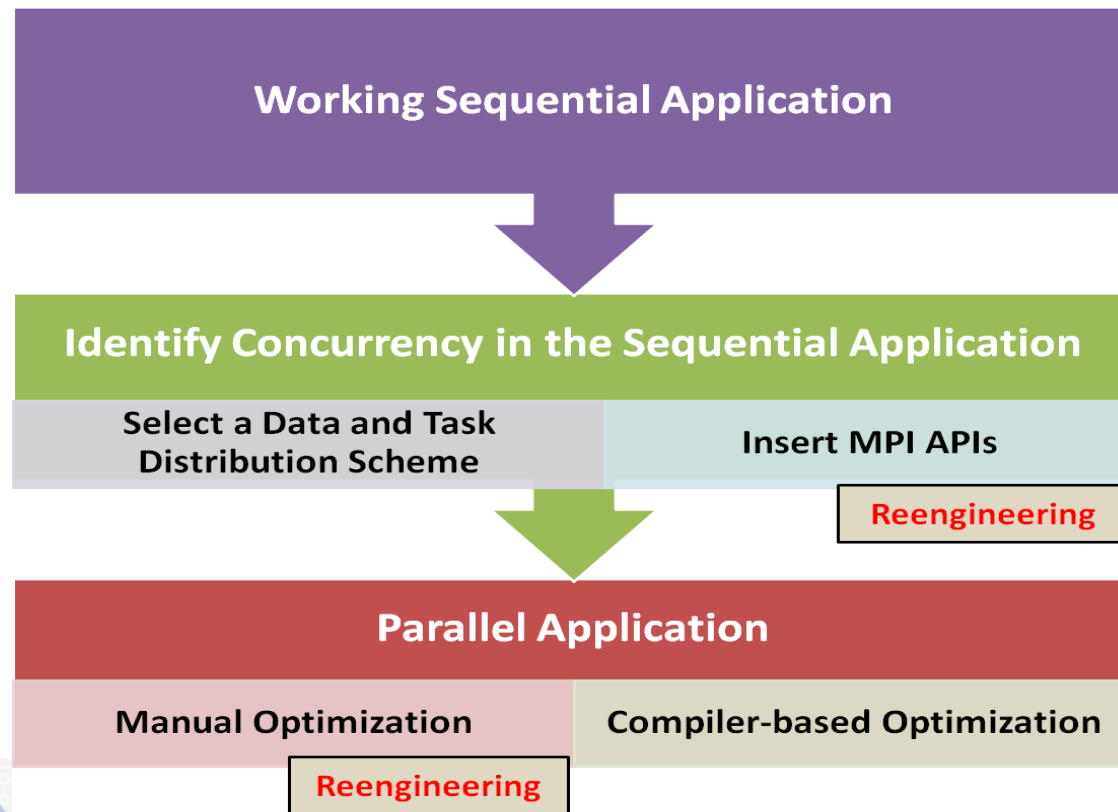 Working Sequential Application
Identify Concurrency in the Sequential Application
Select a Data and Task
Distribution Scheme
Insert MPI APIs
Reengineering
Parallel Application
Manual Optimization
Compiler-based Optimization
Reengineering